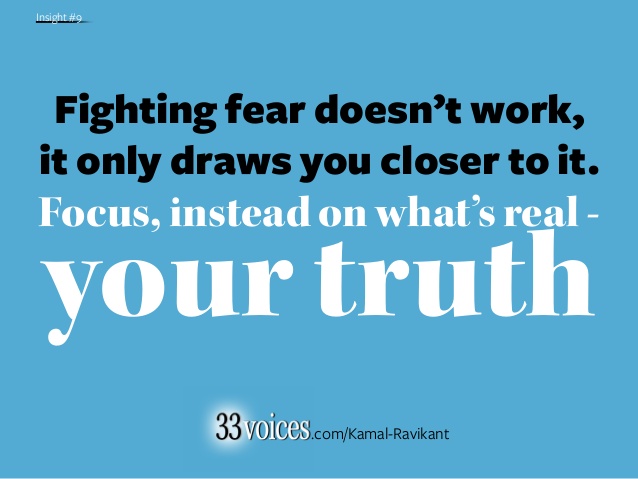 Insight #9
Fighting fear doesn’t work,
it only draws you closer to it.
Focus, instead on what’s real -
your truth
33voices.com/Kamal-Ravikant